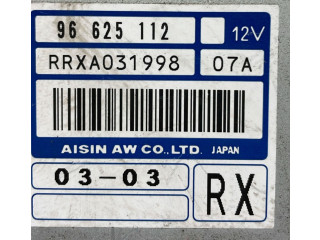 96 625 112 12V
RRXA031998 07A
AISIN AW CO.,LTD. JAPAN
03-03 RX